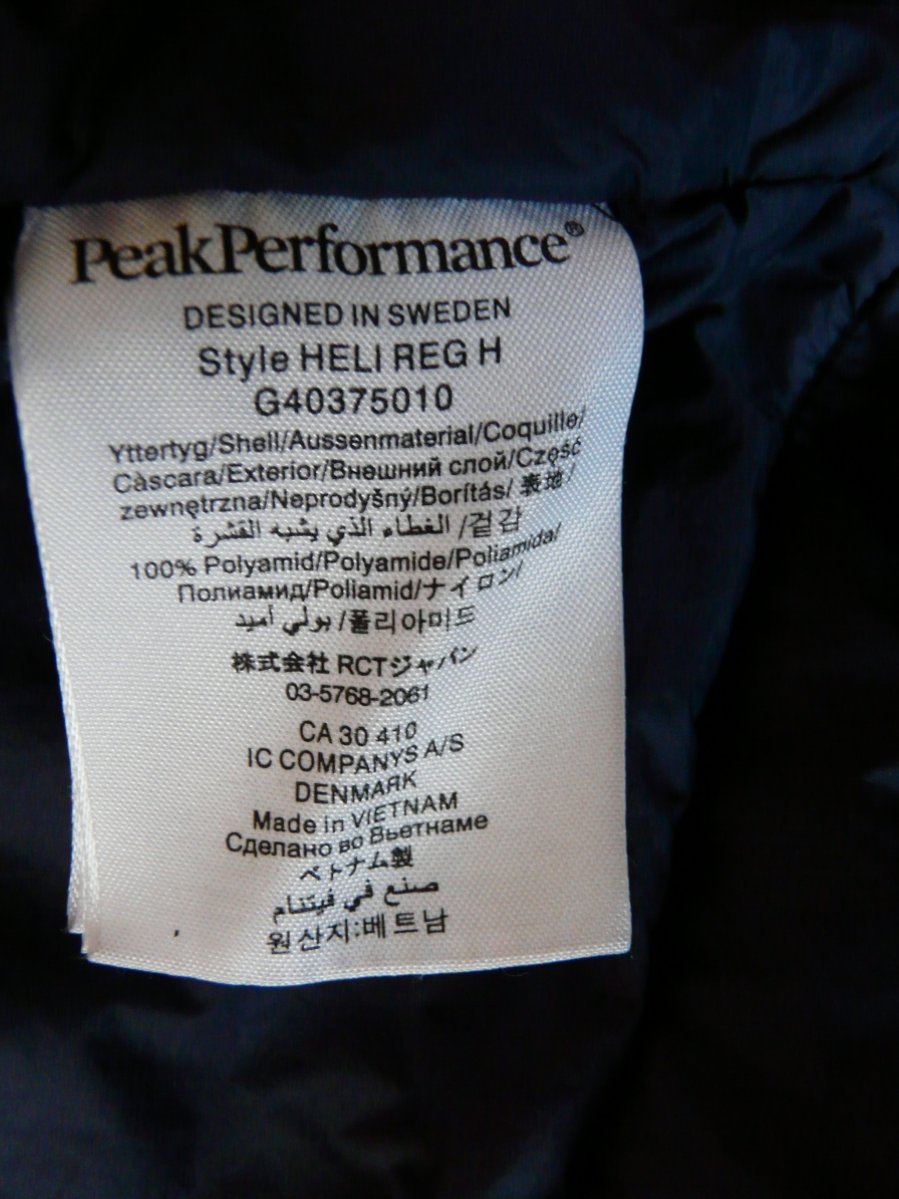 PeakPerformance®
DESIGNED IN SWEDEN
Style HELI REG H
G40375010
Yttertyg/Shell/Aussenmaterial/Coquille/
Càscara/Exterior/Внешний слой/Część
zewnętrzna/Neprodyšný/Borítás/表地/
الغطاء الذي يشبه القشرة/겉감
100% Polyamid/Polyamide/Poliamida/
Полиамид/Poliamid/ナイロン/
بولي أميد/폴리아미드
株式会社 RCTジャパン
03-5768-2061
CA 30 410
IC COMPANYS A/S
DENMARK
Made in VIETNAM
Сделано во Вьетнаме
ベトナム製
صنع في فيتنام
원산지:베트남